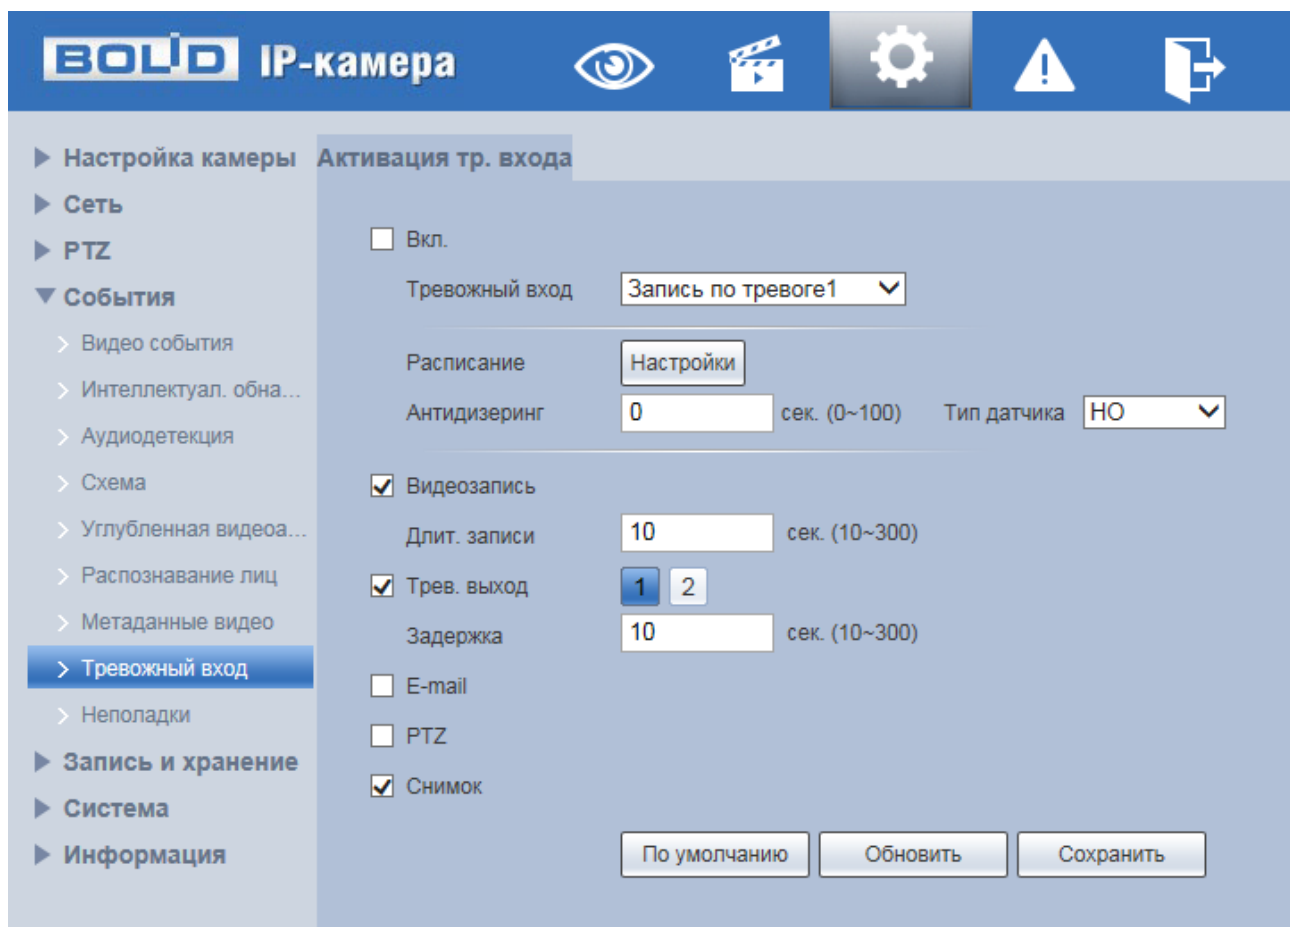 BOLID IP-камера
Настройка камеры
Сеть
PTZ
События
Видео события
Интеллектуал. обна...
Аудиодетекция
Схема
Углубленная видеоа...
Распознавание лиц
Метаданные видео
Тревожный вход
Неполадки
Запись и хранение
Система
Информация
Активация тр. входа
Вкл.
Тревожный вход Запись по тревоге1
Расписание Настройки
Антидизеринг 0 сек. (0~100) Тип датчика НО
Видеозапись
Длит. записи 10 сек. (10~300)
Трев. выход 1 2
Задержка 10 сек. (10~300)
E-mail
PTZ
Снимок
По умолчанию Обновить Сохранить